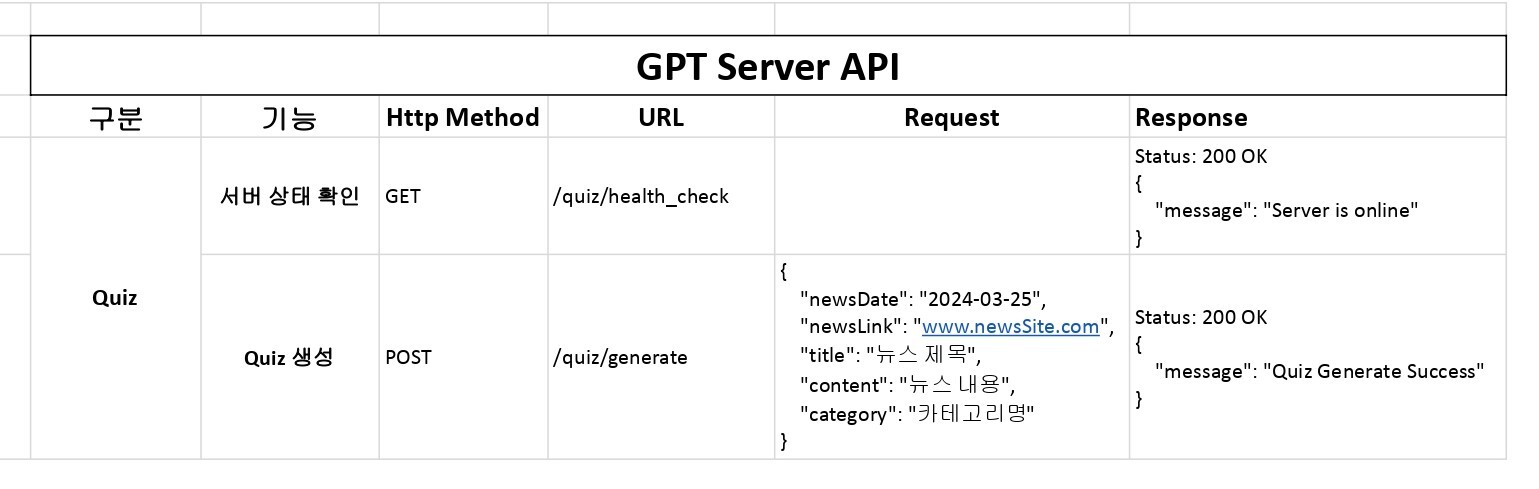 GPT Server API
구분 기능 Http Method URL Request Response
Quiz
서버 상태 확인 GET /quiz/health_check
Status: 200 OK
{
"message": "Server is online"
}
Quiz 생성 POST /quiz/generate
{
"newsDate": "2024-03-25",
"newsLink": "www.newsSite.com",
"title": "뉴스 제목",
"content": "뉴스 내용",
"category": "카테고리명"
}
Status: 200 OK
{
"message": "Quiz Generate Success"
}